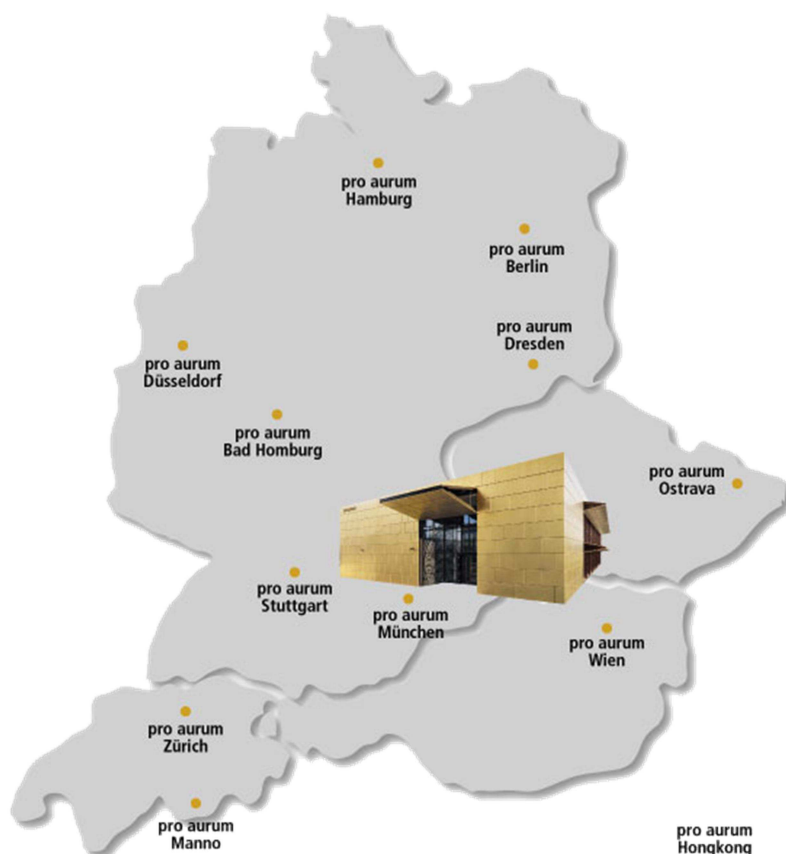 pro aurum
Hamburg
pro aurum
Berlin
pro aurum
Dresden
pro aurum
Düsseldorf
pro aurum
Bad Homburg
pro aurum
Ostrava
pro aurum
Stuttgart
pro aurum
München
pro aurum
Wien
pro aurum
Zürich
pro aurum
Manno
pro aurum
Hongkong